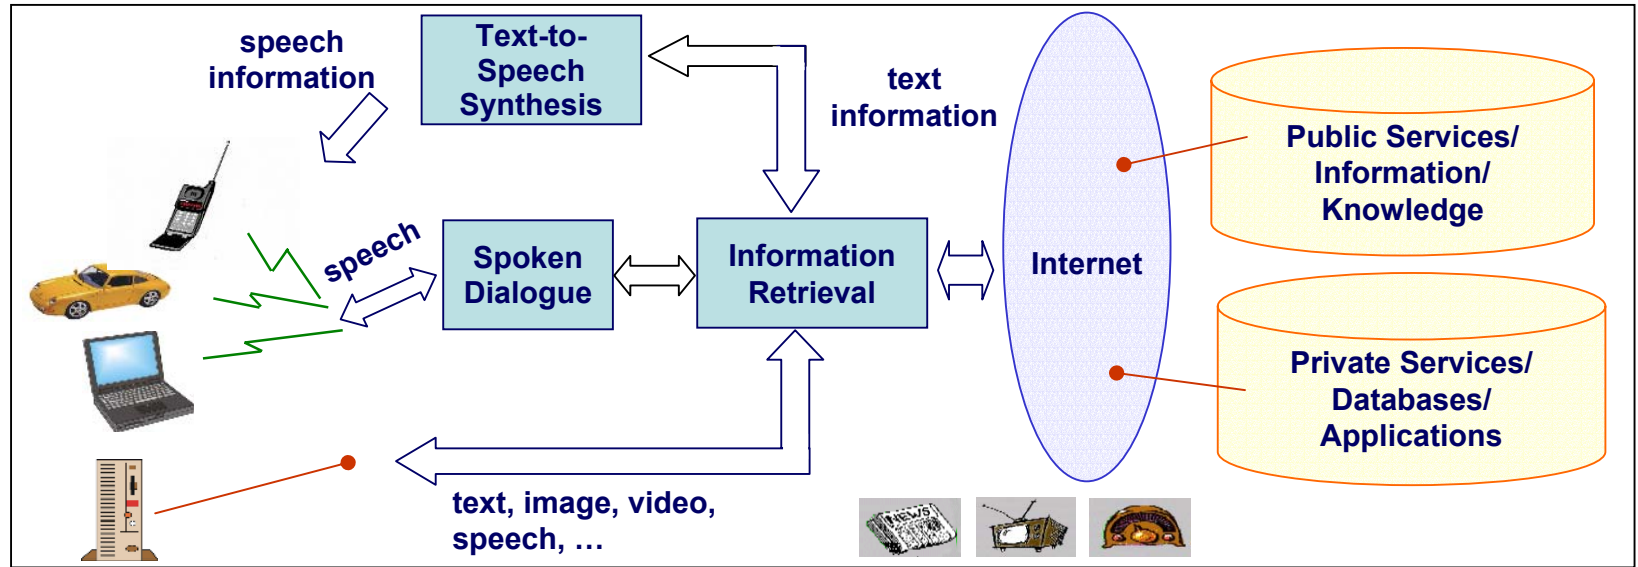 speech
information
Text-to-
Speech
Synthesis
text
information
Public Services/
Information/
Knowledge
speech
Spoken
Dialogue
Information
Retrieval
Internet
Private Services/
Databases/
Applications
text, image, video,
speech, …
NEWS